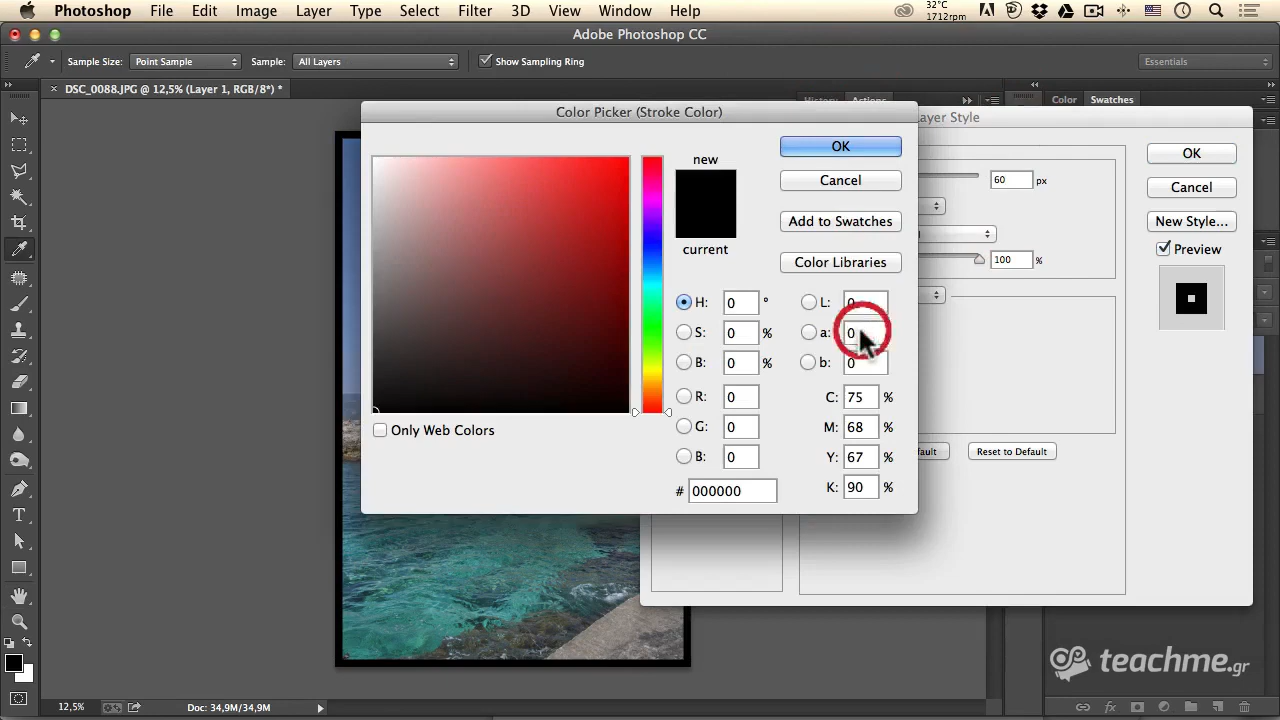 Photoshop File Edit Image Layer Type Select Filter 3D View Window Help 32°C 1712rpm
Adobe Photoshop CC
Sample Size: Point Sample Sample: All Layers Show Sampling Ring Essentials
DSC_0088.JPG @ 12,5% (Layer 1, RGB/8*) * History Actions Color Swatches
Color Picker (Stroke Color) ayer Style
new OK
Cancel
current
Add to Swatches
Color Libraries
H: 0 ° L: 0
S: 0 % a: 0
B: 0 % b: 0
R: 0 C: 75 %
G: 0 M: 68 %
B: 0 Y: 67 %
# 000000 K: 90 %
Only Web Colors
60 px OK
Cancel
New Style...
100 % Preview
fault Reset to Default
teachme.gr
12,5% Doc: 34,9M/34,9M